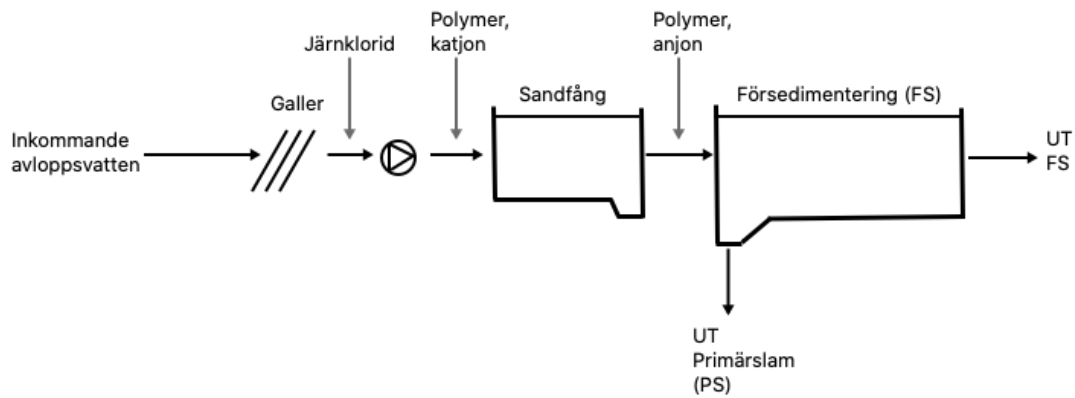 Inkommande
avloppsvatten
Galler
Järnklorid
Polymer,
katjon
Sandfång
Polymer,
anjon
Försedimentering (FS)
UT
FS
UT
Primärslam
(PS)